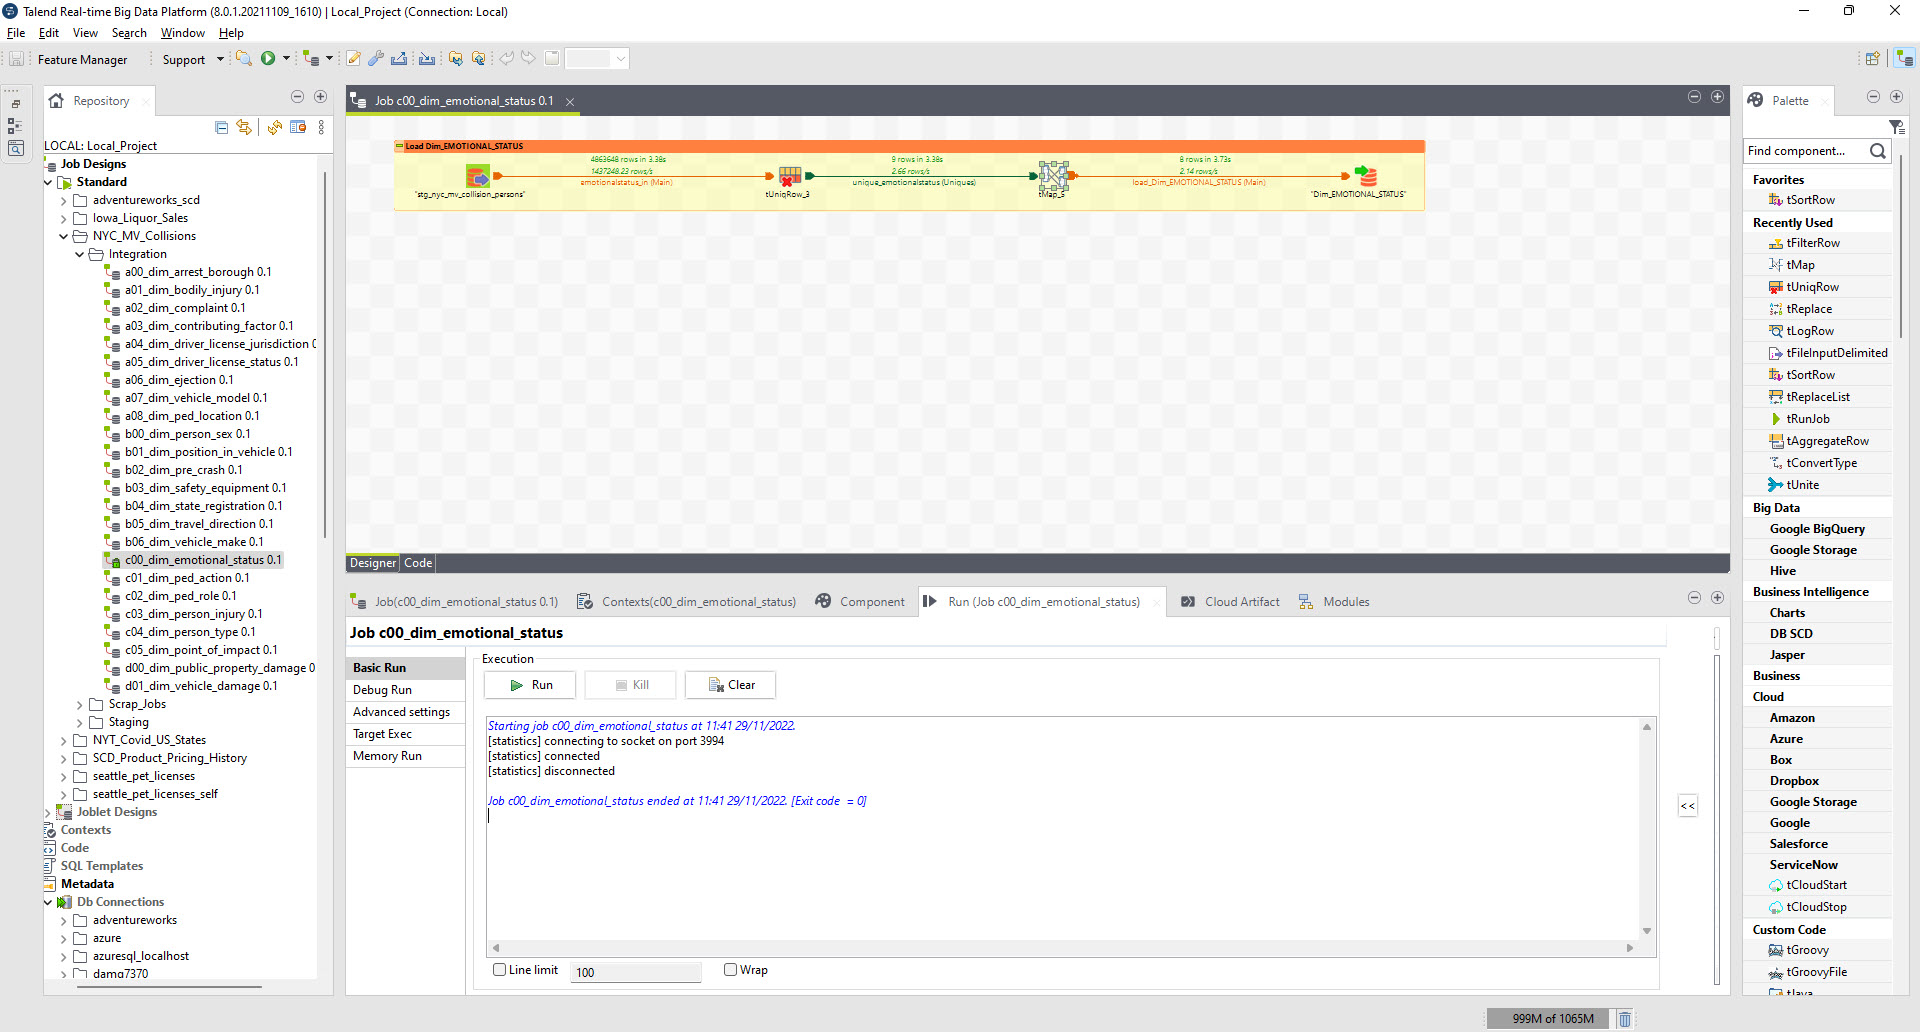 Talend Real-time Big Data Platform (8.0.1.20211109_1610) | Local_Project (Connection: Local)
File Edit View Search Window Help
Feature Manager Support
Repository
LOCAL: Local_Project
Job Designs
Standard
adventureworks_scd
Iowa_Liquor_Sales
NYC_MV_Collisions
Integration
a00_dim_arrest_borough 0.1
a01_dim_bodily_injury 0.1
a02_dim_complaint 0.1
a03_dim_contributing_factor 0.1
a04_dim_driver_license_jurisdiction 0
a05_dim_driver_license_status 0.1
a06_dim_ejection 0.1
a07_dim_vehicle_model 0.1
a08_dim_ped_location 0.1
b00_dim_person_sex 0.1
b01_dim_position_in_vehicle 0.1
b02_dim_pre_crash 0.1
b03_dim_safety_equipment 0.1
b04_dim_state_registration 0.1
b05_dim_travel_direction 0.1
b06_dim_vehicle_make 0.1
c00_dim_emotional_status 0.1
c01_dim_ped_action 0.1
c02_dim_ped_role 0.1
c03_dim_person_injury 0.1
c04_dim_person_type 0.1
c05_dim_point_of_impact 0.1
d00_dim_public_property_damage 0
d01_dim_vehicle_damage 0.1
Scrap_Jobs
Staging
NYT_Covid_US_States
SCD_Product_Pricing_History
seattle_pet_licenses
seattle_pet_licenses_self
Joblet Designs
Contexts
Code
SQL Templates
Metadata
Db Connections
adventureworks
azure
azuresql_localhost
damg7370
Job c00_dim_emotional_status 0.1
Load Dim_EMOTIONAL_STATUS
4863648 rows in 3.38s
1437248.23 rows/s
emotionalstatus_in (Main)
9 rows in 3.38s
2.66 rows/s
unique_emotionalstatus (Uniques)
8 rows in 3.73s
2.14 rows/s
load_Dim_EMOTIONAL_STATUS (Main)
"stg_nyc_mv_collision_persons"
tUniqRow_3
tMap_5
"Dim_EMOTIONAL_STATUS"
Designer Code
Job(c00_dim_emotional_status 0.1) Contexts(c00_dim_emotional_status) Component Run (Job c00_dim_emotional_status) Cloud Artifact Modules
Job c00_dim_emotional_status
Basic Run
Debug Run
Advanced settings
Target Exec
Memory Run
Execution
Run Kill Clear
Starting job c00_dim_emotional_status at 11:41 29/11/2022.
[statistics] connecting to socket on port 3994
[statistics] connected
[statistics] disconnected
Job c00_dim_emotional_status ended at 11:41 29/11/2022. [Exit code = 0]
<<
Line limit 100 Wrap
Palette
Find component...
Favorites
tSortRow
Recently Used
tFilterRow
tMap
tUniqRow
tReplace
tLogRow
tFileInputDelimited
tSortRow
tReplaceList
tRunJob
tAggregateRow
tConvertType
tUnite
Big Data
Google BigQuery
Google Storage
Hive
Business Intelligence
Charts
DB SCD
Jasper
Business
Cloud
Amazon
Azure
Box
Dropbox
Google Storage
Google
Salesforce
ServiceNow
tCloudStart
tCloudStop
Custom Code
tGroovy
tGroovyFile
tJava
999M of 1065M